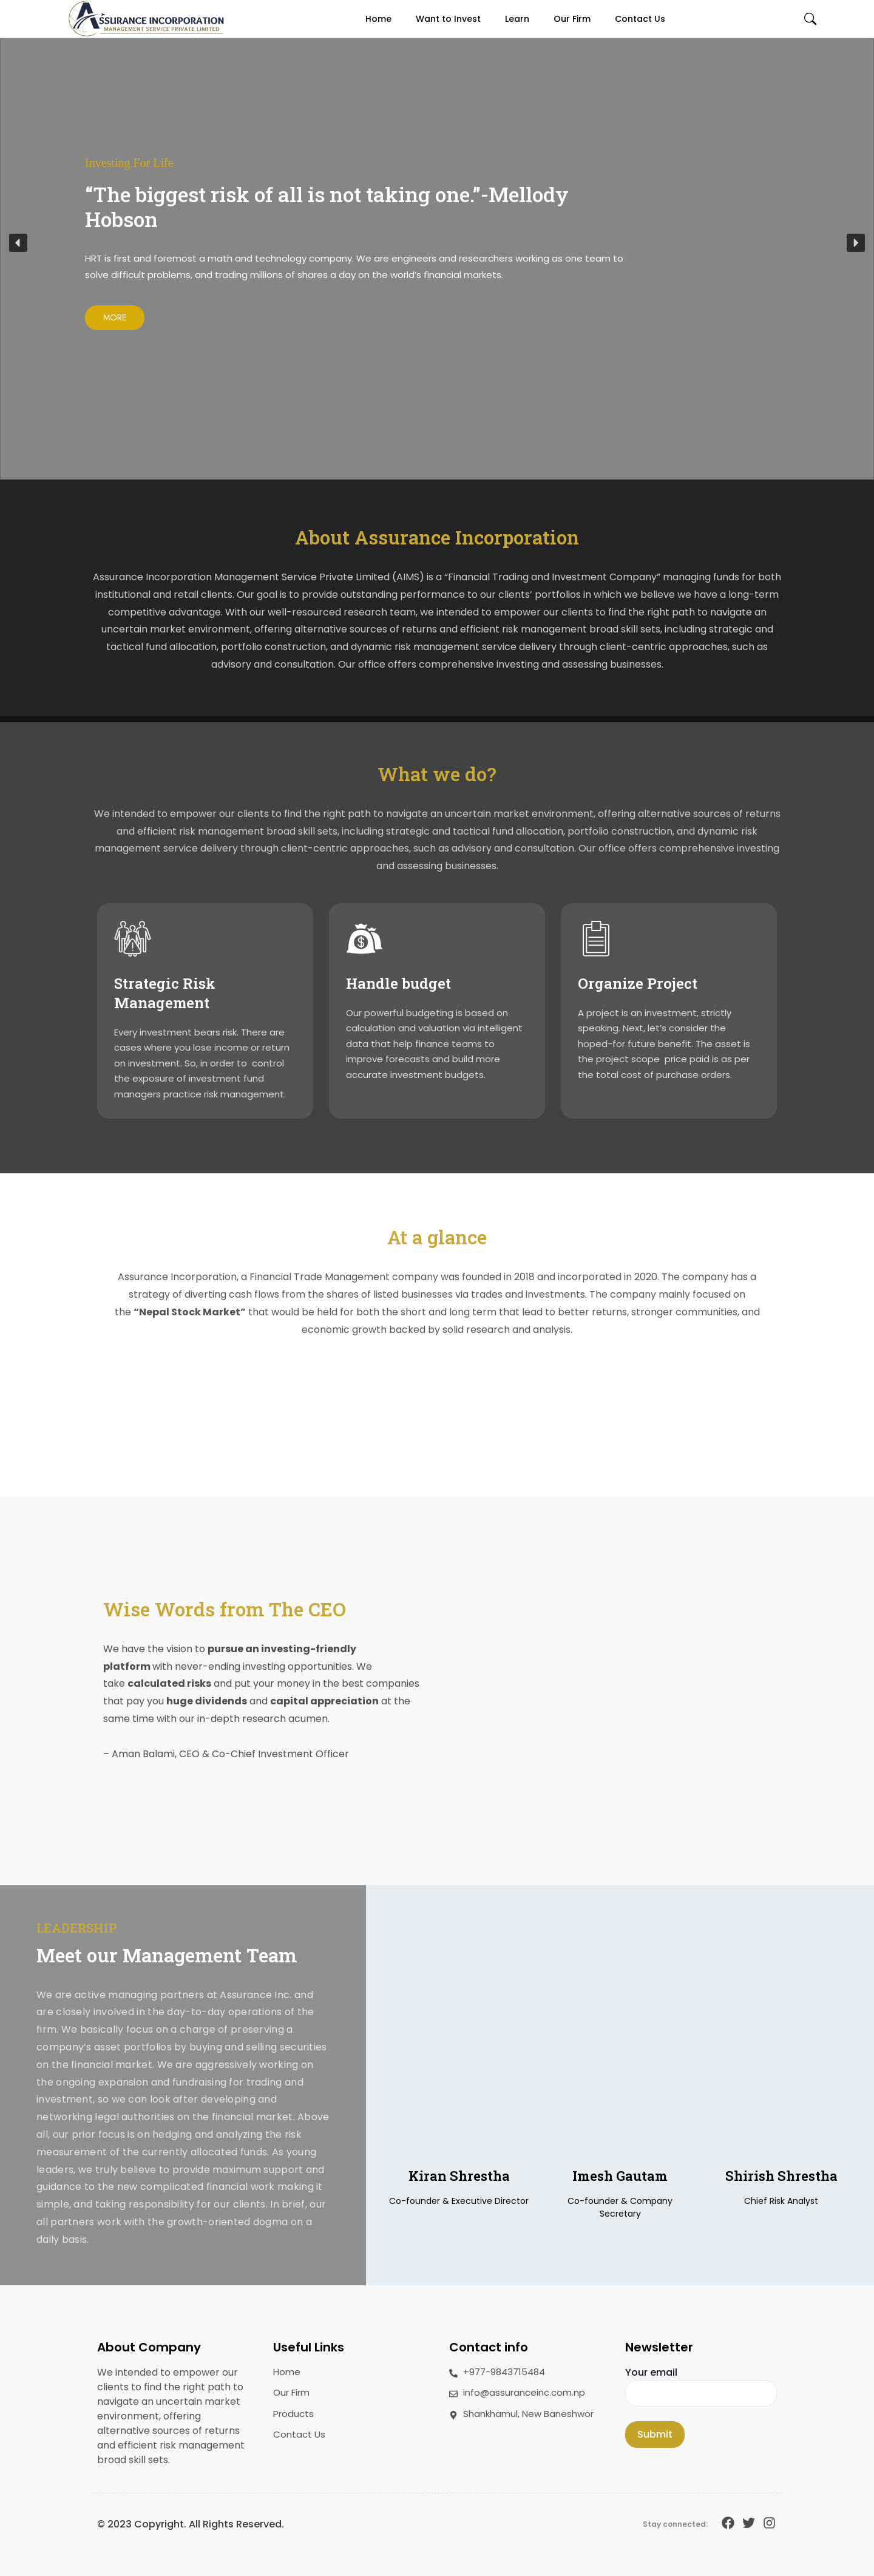 ASSURANCE INCORPORATION
MANAGEMENT SERVICE PRIVATE LIMITED
Home
Want to Invest
Learn
Our Firm
Contact Us
Investing For Life
“The biggest risk of all is not taking one.”-Mellody
Hobson
HRT is first and foremost a math and technology company. We are engineers and researchers working as one team to
solve difficult problems, and trading millions of shares a day on the world’s financial markets.
MORE
About Assurance Incorporation
Assurance Incorporation Management Service Private Limited (AIMS) is a “Financial Trading and Investment Company” managing funds for both
institutional and retail clients. Our goal is to provide outstanding performance to our clients’ portfolios in which we believe we have a long-term
competitive advantage. With our well-resourced research team, we intended to empower our clients to find the right path to navigate an
uncertain market environment, offering alternative sources of returns and efficient risk management broad skill sets, including strategic and
tactical fund allocation, portfolio construction, and dynamic risk management service delivery through client-centric approaches, such as
advisory and consultation. Our office offers comprehensive investing and assessing businesses.
What we do?
We intended to empower our clients to find the right path to navigate an uncertain market environment, offering alternative sources of returns
and efficient risk management broad skill sets, including strategic and tactical fund allocation, portfolio construction, and dynamic risk
management service delivery through client-centric approaches, such as advisory and consultation. Our office offers comprehensive investing
and assessing businesses.
Strategic Risk
Management
Every investment bears risk. There are
cases where you lose income or return
on investment. So, in order to  control
the exposure of investment fund
managers practice risk management.
Handle budget
Our powerful budgeting is based on
calculation and valuation via intelligent
data that help finance teams to
improve forecasts and build more
accurate investment budgets.
Organize Project
A project is an investment, strictly
speaking. Next, let’s consider the
hoped-for future benefit. The asset is
the project scope  price paid is as per
the total cost of purchase orders.
At a glance
Assurance Incorporation, a Financial Trade Management company was founded in 2018 and incorporated in 2020. The company has a
strategy of diverting cash flows from the shares of listed businesses via trades and investments. The company mainly focused on
the “Nepal Stock Market” that would be held for both the short and long term that lead to better returns, stronger communities, and
economic growth backed by solid research and analysis.
Wise Words from The CEO
We have the vision to pursue an investing-friendly
platform with never-ending investing opportunities. We
take calculated risks and put your money in the best companies
that pay you huge dividends and capital appreciation at the
same time with our in-depth research acumen.
– Aman Balami, CEO & Co-Chief Investment Officer
LEADERSHIP
Meet our Management Team
We are active managing partners at Assurance Inc. and
are closely involved in the day-to-day operations of the
firm. We basically focus on a charge of preserving a
company’s asset portfolios by buying and selling securities
on the financial market. We are aggressively working on
the ongoing expansion and fundraising for trading and
investment, so we can look after developing and
networking legal authorities on the financial market. Above
all, our prior focus is on hedging and analyzing the risk
measurement of the currently allocated funds. As young
leaders, we truly believe to provide maximum support and
guidance to the new complicated financial work making it
simple, and taking responsibility for our clients. In brief, our
all partners work with the growth-oriented dogma on a
daily basis.
Kiran Shrestha
Co-founder & Executive Director
Imesh Gautam
Co-founder & Company
Secretary
Shirish Shrestha
Chief Risk Analyst
About Company
We intended to empower our
clients to find the right path to
navigate an uncertain market
environment, offering
alternative sources of returns
and efficient risk management
broad skill sets.
Useful Links
Home
Our Firm
Products
Contact Us
Contact info
+977-9843715484
info@assuranceinc.com.np
Shankhamul, New Baneshwor
Newsletter
Your email
Submit
© 2023 Copyright. All Rights Reserved.
Stay connected: